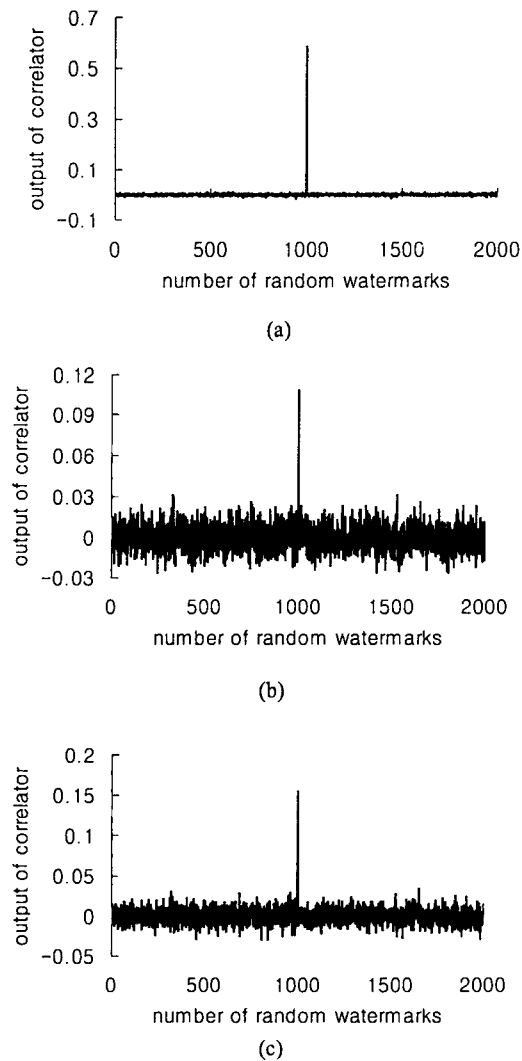 0.7
0.5
0.3
0.1
−0.1
output of correlator
0 500 1000 1500 2000
number of random watermarks
(a)
0.12
0.09
0.06
0.03
0
−0.03
output of correlator
0 500 1000 1500 2000
number of random watermarks
(b)
0.2
0.15
0.1
0.05
0
−0.05
output of correlator
0 500 1000 1500 2000
number of random watermarks
(c)